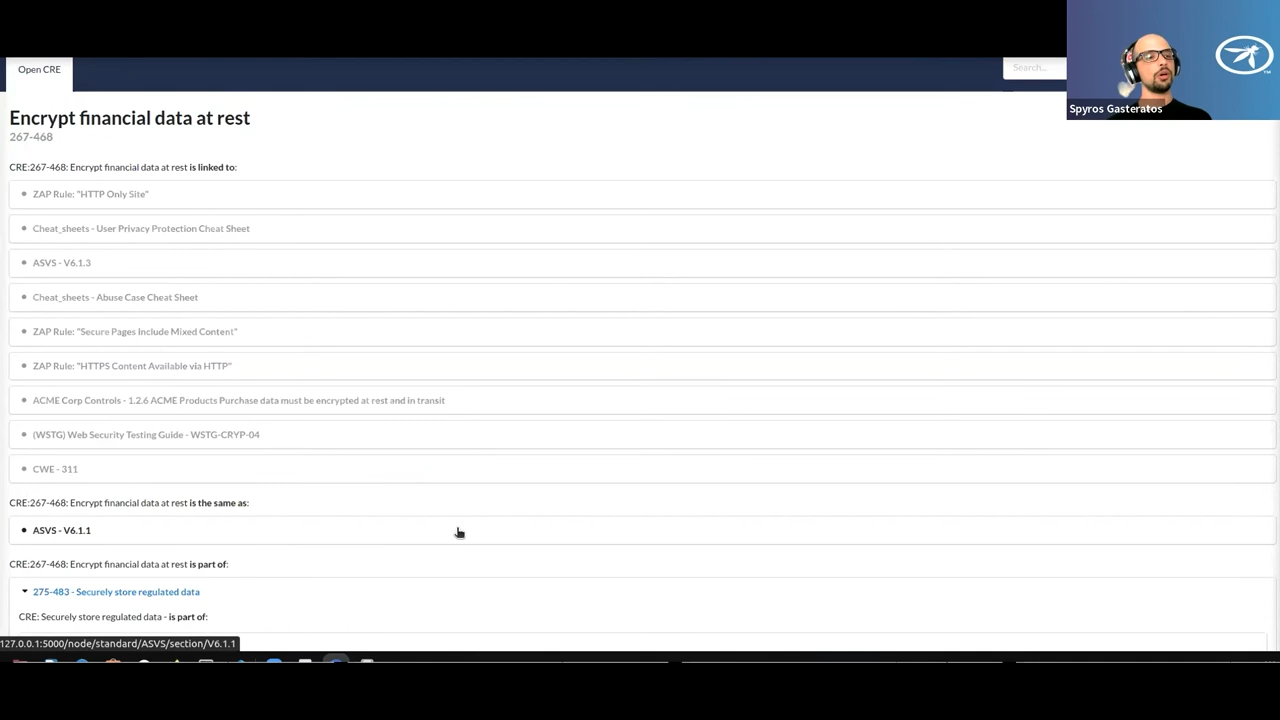 Open CRE
Search...
Spyros Gasteratos
Encrypt financial data at rest
267-468
CRE:267-468: Encrypt financial data at rest is linked to:
ZAP Rule: "HTTP Only Site"
Cheat_sheets - User Privacy Protection Cheat Sheet
ASVS - V6.1.3
Cheat_sheets - Abuse Case Cheat Sheet
ZAP Rule: "Secure Pages Include Mixed Content"
ZAP Rule: "HTTPS Content Available via HTTP"
ACME Corp Controls - 1.2.6 ACME Products Purchase data must be encrypted at rest and in transit
(WSTG) Web Security Testing Guide - WSTG-CRYP-04
CWE - 311
CRE:267-468: Encrypt financial data at rest is the same as:
ASVS - V6.1.1
CRE:267-468: Encrypt financial data at rest is part of:
275-483 - Securely store regulated data
CRE: Securely store regulated data - is part of:
127.0.0.1:5000/node/standard/ASVS/section/V6.1.1